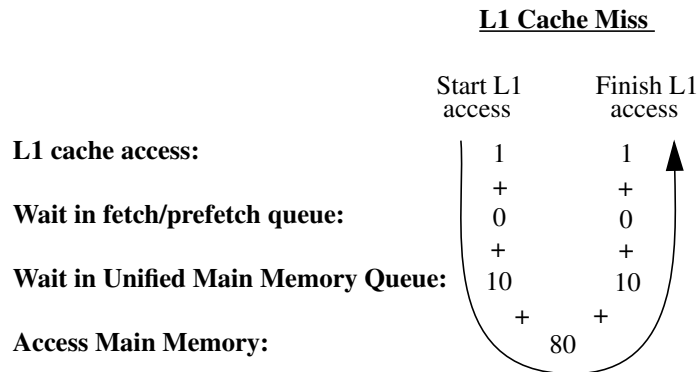 L1 Cache Miss
Start L1 Finish L1
access access
L1 cache access: 1 1
+ +
Wait in fetch/prefetch queue: 0 0
+ +
Wait in Unified Main Memory Queue: 10 10
+ +
Access Main Memory: 80